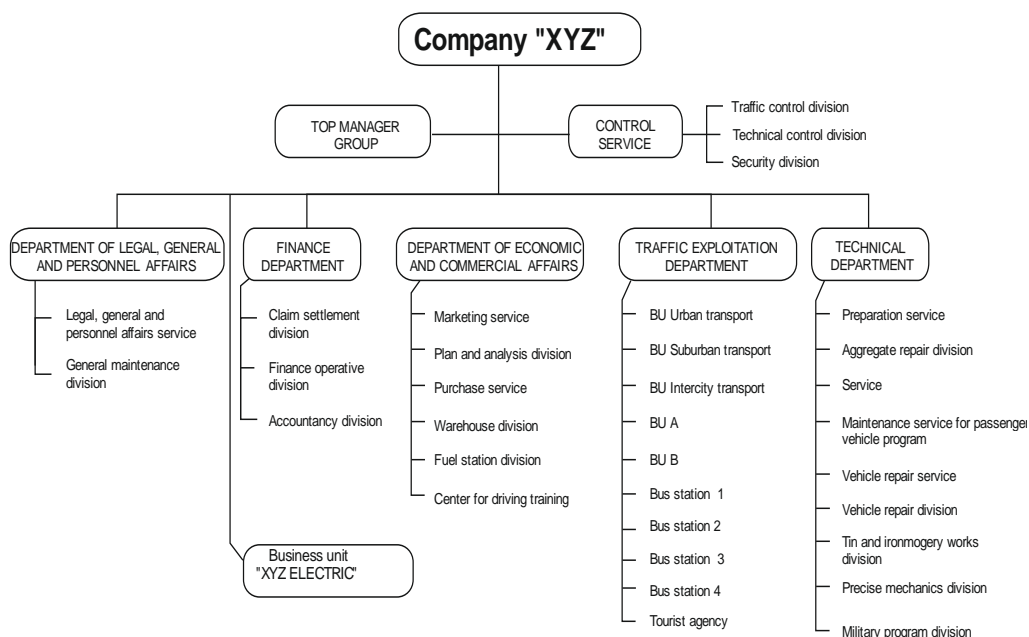 Company "XYZ"
TOP MANAGER
GROUP
CONTROL
SERVICE
Traffic control division
Technical control division
Security division
DEPARTMENT OF LEGAL, GENERAL
AND PERSONNEL AFFAIRS
Legal, general and
personnel affairs service
General maintenance
division
FINANCE
DEPARTMENT
Claim settlement
division
Finance operative
division
Accountancy division
DEPARTMENT OF ECONOMIC
AND COMMERCIAL AFFAIRS
Marketing service
Plan and analysis division
Purchase service
Warehouse division
Fuel station division
Center for driving training
TRAFFIC EXPLOITATION
DEPARTMENT
BU Urban transport
BU Suburban transport
BU Intercity transport
BU A
BU B
Bus station 1
Bus station 2
Bus station 3
Bus station 4
Tourist agency
TECHNICAL
DEPARTMENT
Preparation service
Aggregate repair division
Service
Maintenance service for passenger
vehicle program
Vehicle repair service
Vehicle repair division
Tin and ironmogery works
division
Precise mechanics division
Military program division
Business unit
"XYZ ELECTRIC"